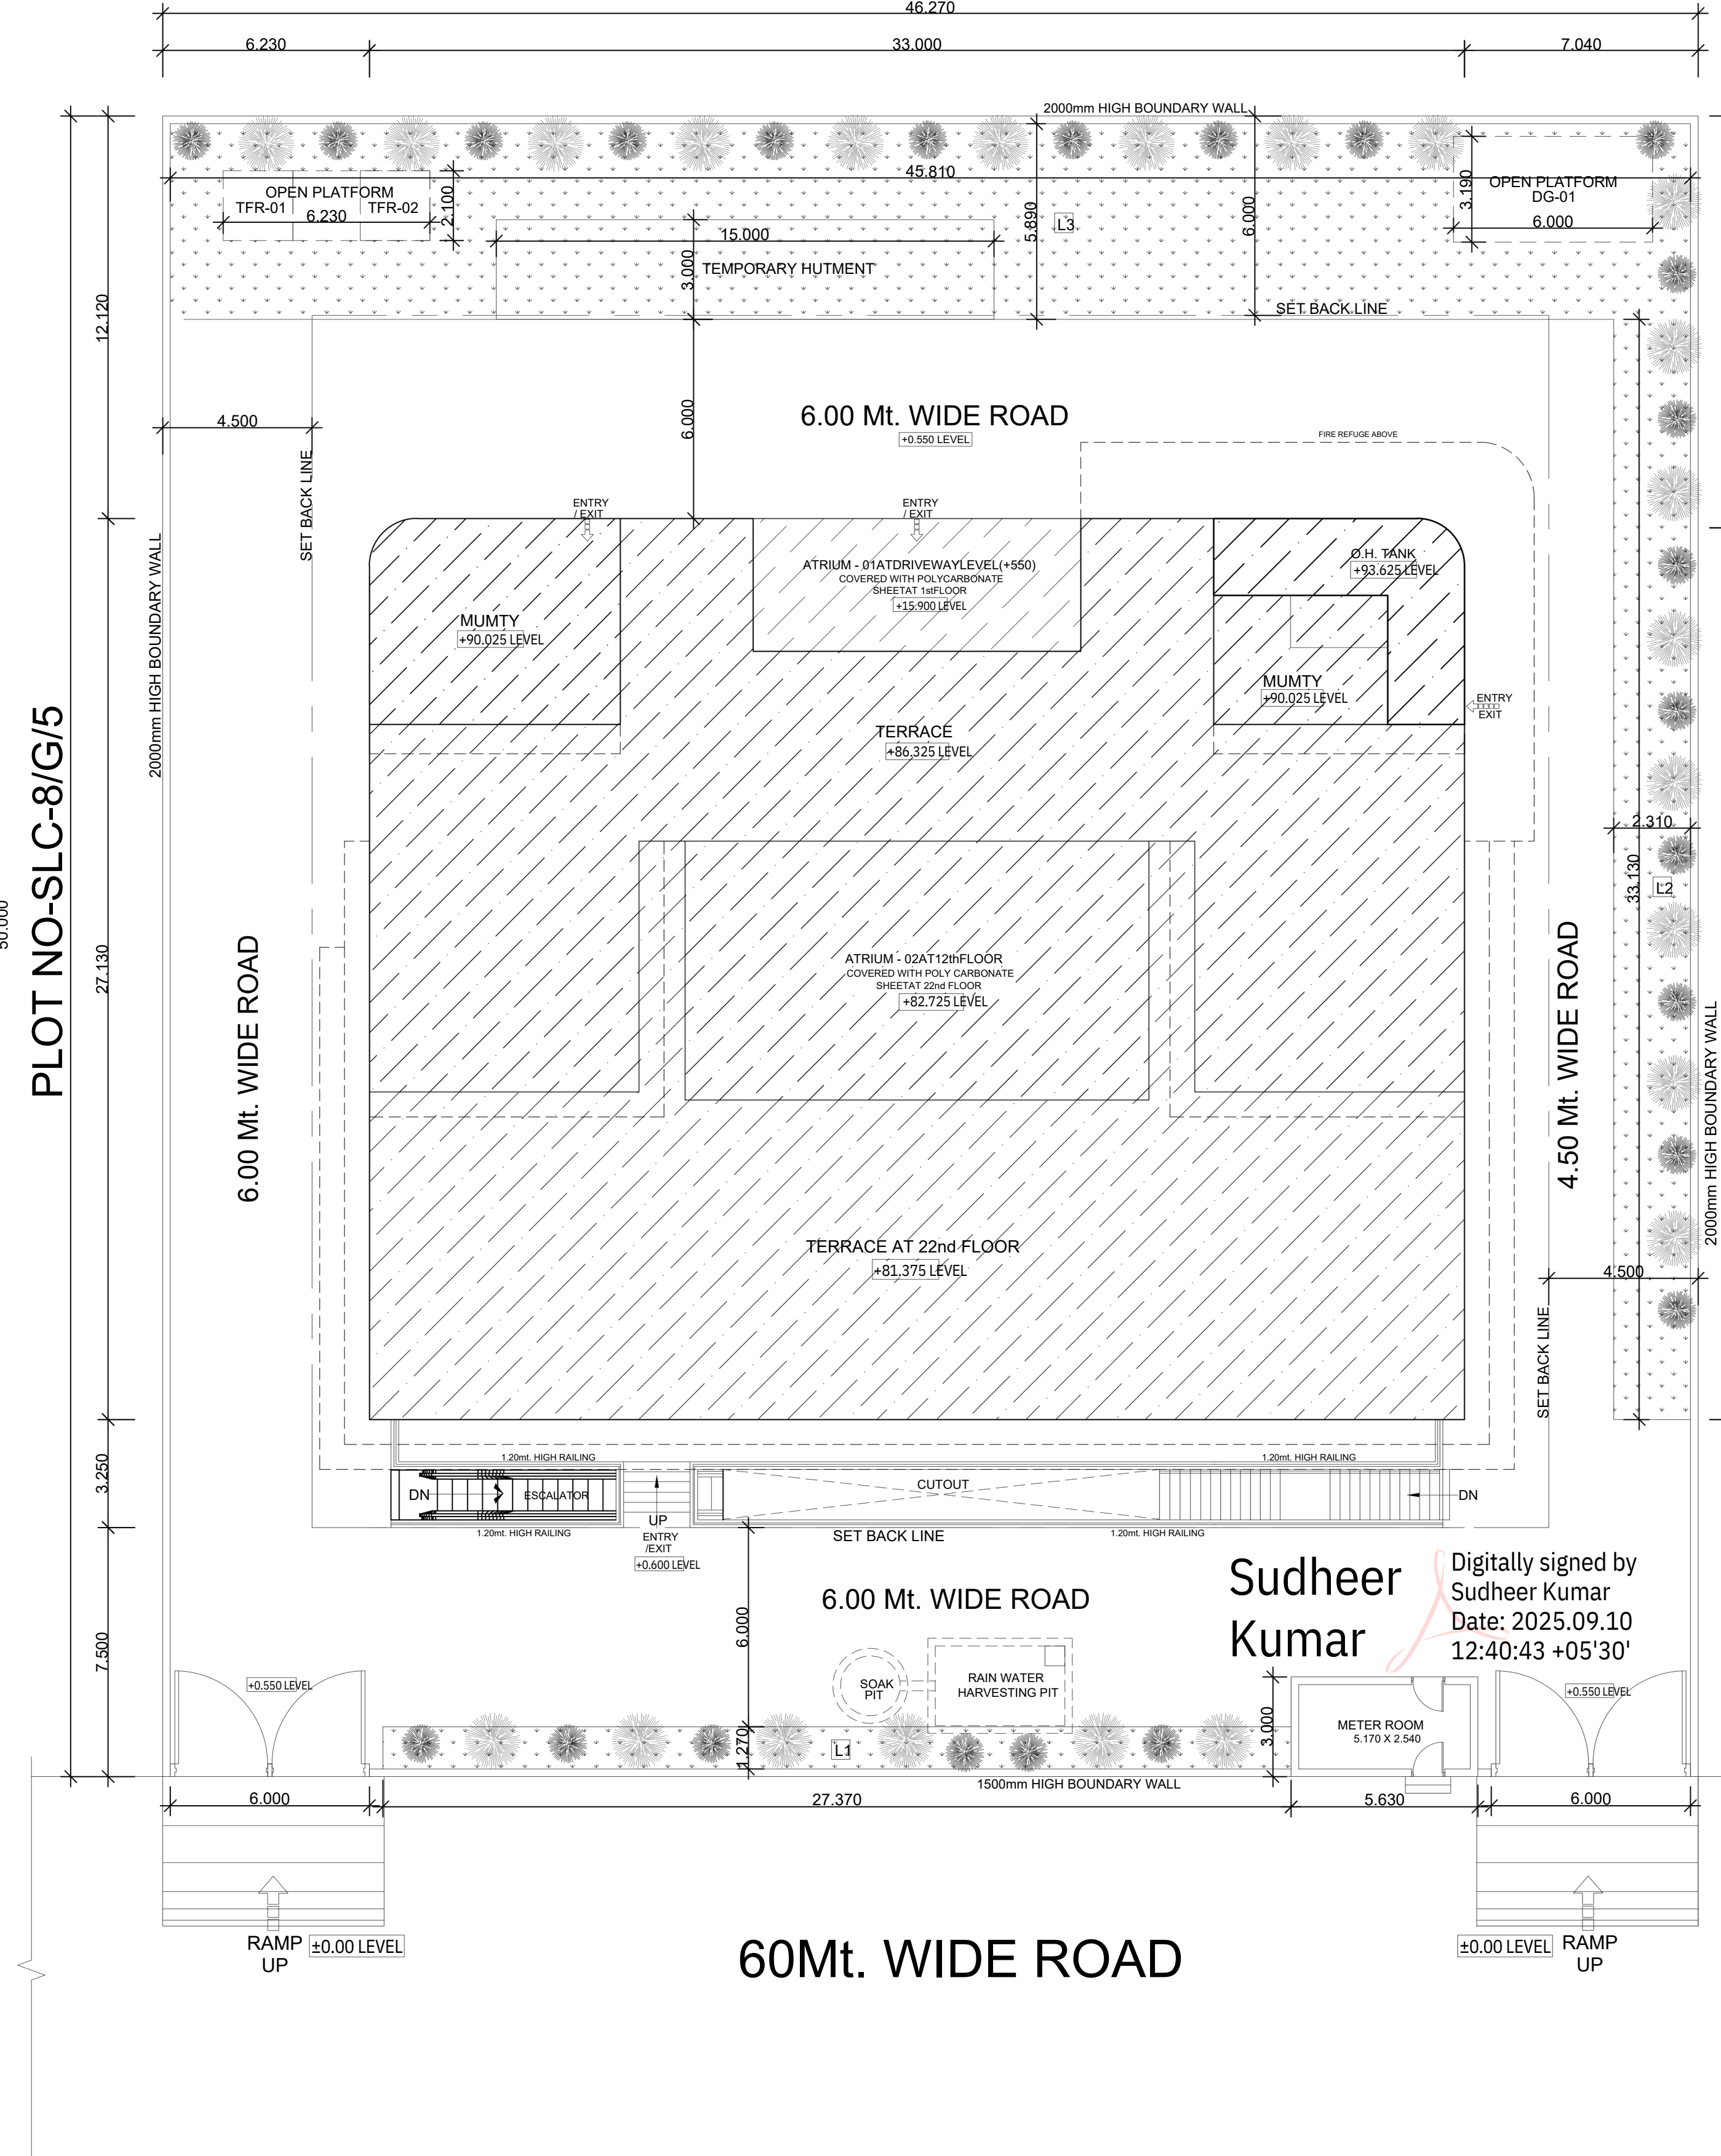 46.270
6.230
33.000
7.040
2000mm HIGH BOUNDARY WALL
45.810
OPEN PLATFORM
TFR-01
TFR-02
6.230
2.100
15.000
3.000
TEMPORARY HUTMENT
5.890
L3
6.000
3.190
OPEN PLATFORM
DG-01
6.000
SET BACK LINE
12.120
4.500
6.000
6.00 Mt. WIDE ROAD
+0.550 LEVEL
FIRE REFUGE ABOVE
SET BACK LINE
2000mm HIGH BOUNDARY WALL
ENTRY
/ EXIT
ENTRY
/ EXIT
ATRIUM - 01ATDRIVEWAYLEVEL(+550)
COVERED WITH POLYCARBONATE
SHEETAT 1stFLOOR
+15.900 LEVEL
O.H. TANK
+93.625 LEVEL
MUMTY
+90.025 LEVEL
MUMTY
+90.025 LEVEL
ENTRY
EXIT
TERRACE
+86.325 LEVEL
PLOT NO-SLC-8/G/5
50.000
27.130
2.310
33.130
L2
6.00 Mt. WIDE ROAD
ATRIUM - 02AT12thFLOOR
COVERED WITH POLY CARBONATE
SHEETAT 22nd FLOOR
+82.725 LEVEL
4.50 Mt. WIDE ROAD
2000mm HIGH BOUNDARY WALL
TERRACE AT 22nd FLOOR
+81.375 LEVEL
4.500
SET BACK LINE
3.250
1.20mt. HIGH RAILING
1.20mt. HIGH RAILING
DN
ESCALATOR
CUTOUT
DN
UP
1.20mt. HIGH RAILING
SET BACK LINE
1.20mt. HIGH RAILING
ENTRY
/EXIT
+0.600 LEVEL
7.500
6.000
6.00 Mt. WIDE ROAD
Sudheer
Kumar
Digitally signed by
Sudheer Kumar
Date: 2025.09.10
12:40:43 +05'30'
+0.550 LEVEL
SOAK
PIT
RAIN WATER
HARVESTING PIT
+0.550 LEVEL
1.270
L1
3.000
METER ROOM
5.170 X 2.540
1500mm HIGH BOUNDARY WALL
6.000
27.370
5.630
6.000
RAMP
UP
±0.00 LEVEL
60Mt. WIDE ROAD
±0.00 LEVEL
RAMP
UP